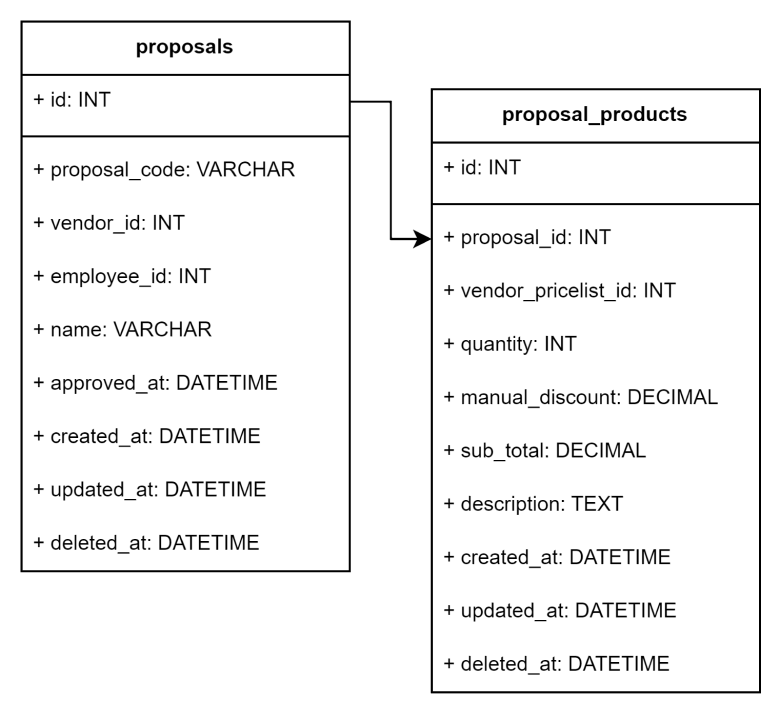 proposals
+ id: INT
+ proposal_code: VARCHAR
+ vendor_id: INT
+ employee_id: INT
+ name: VARCHAR
+ approved_at: DATETIME
+ created_at: DATETIME
+ updated_at: DATETIME
+ deleted_at: DATETIME
proposal_products
+ id: INT
+ proposal_id: INT
+ vendor_pricelist_id: INT
+ quantity: INT
+ manual_discount: DECIMAL
+ sub_total: DECIMAL
+ description: TEXT
+ created_at: DATETIME
+ updated_at: DATETIME
+ deleted_at: DATETIME